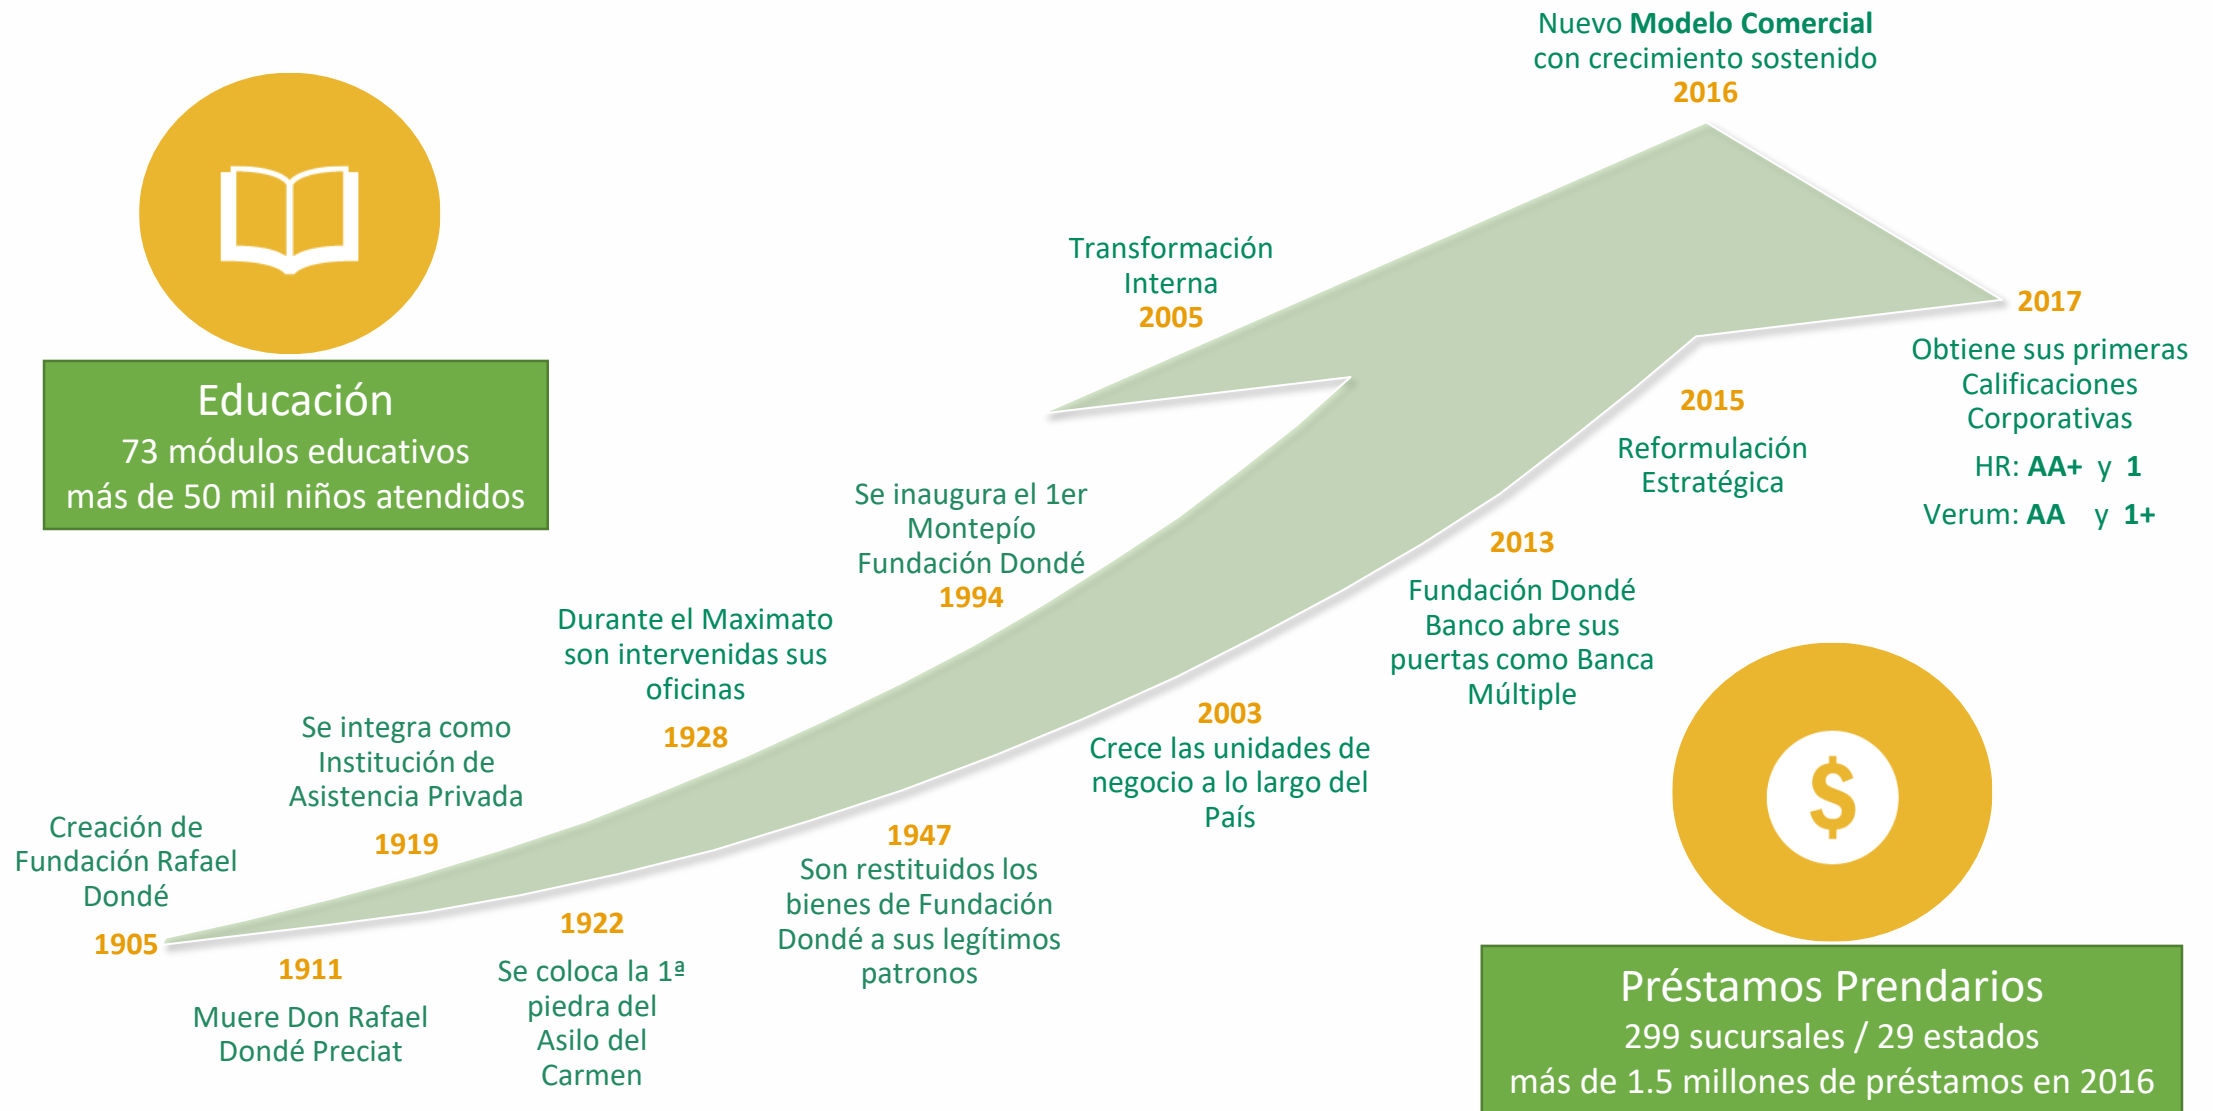 Nuevo Modelo Comercial
con crecimiento sostenido
2016
Educación
73 módulos educativos
más de 50 mil niños atendidos
Creación de
Fundación Rafael
Dondé
1905
1911
Muere Don Rafael
Dondé Preciat
Se integra como
Institución de
Asistencia Privada
1919
1922
Se coloca la 1ª
piedra del
Asilo del
Carmen
Durante el Maximato
son intervenidas sus
oficinas
1928
1947
Son restituidos los
bienes de Fundación
Dondé a sus legítimos
patronos
Se inaugura el 1er
Montepío
Fundación Dondé
1994
2003
Crece las unidades de
negocio a lo largo del
País
Transformación
Interna
2005
2013
Fundación Dondé
Banco abre sus
puertas como Banca
Múltiple
2015
Reformulación
Estratégica
2017
Obtiene sus primeras
Calificaciones
Corporativas
HR: AA+ y 1
Verum: AA y 1+
$
Préstamos Prendarios
299 sucursales / 29 estados
más de 1.5 millones de préstamos en 2016